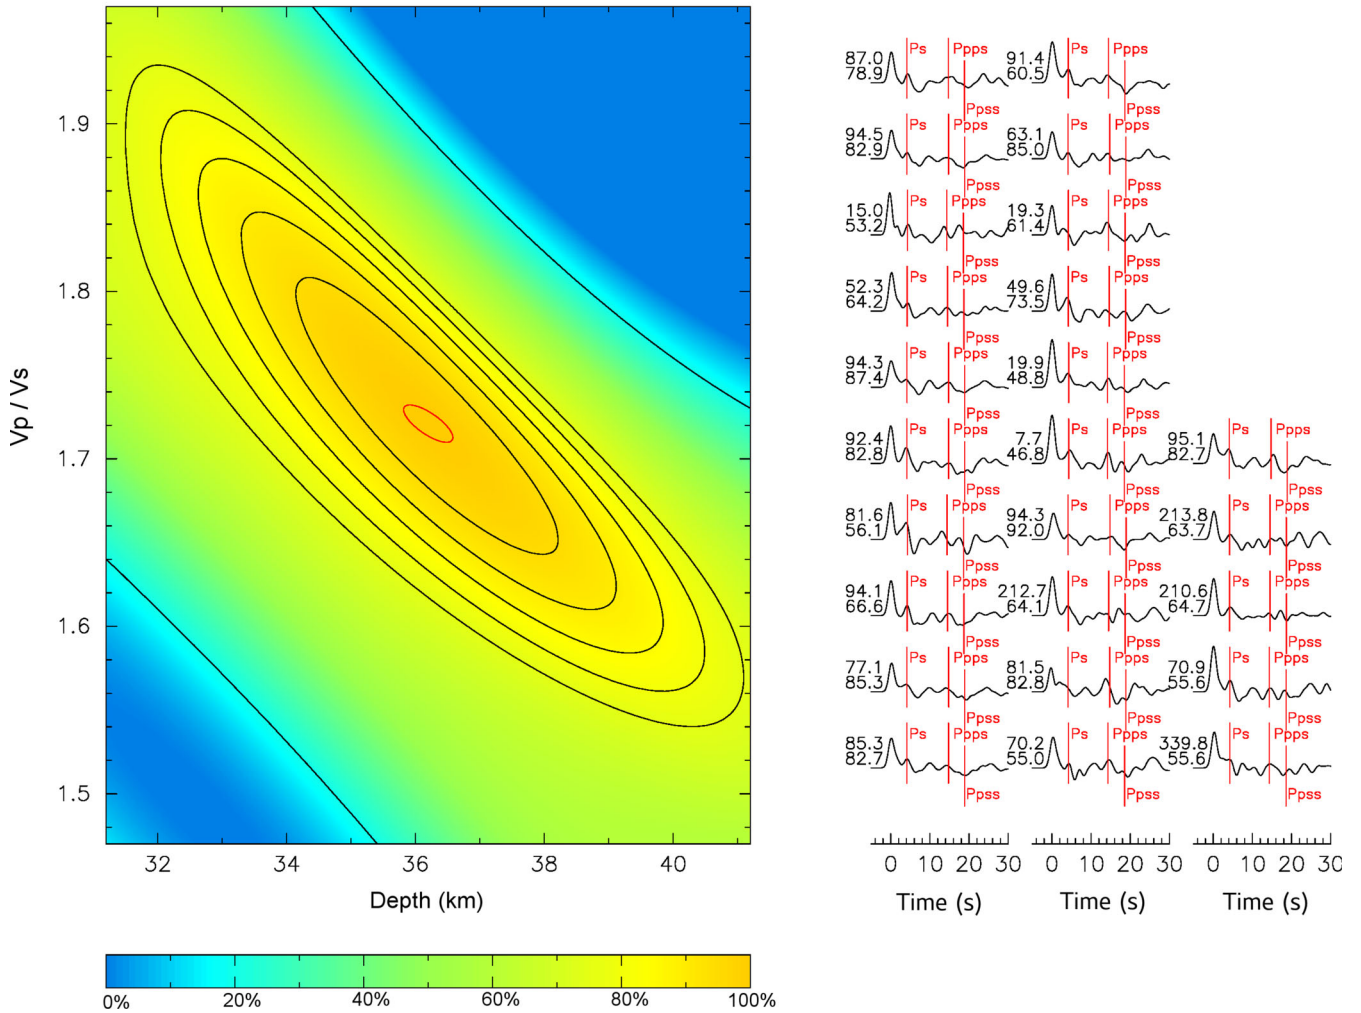 1.9
1.8
1.7
1.6
1.5
Vp / Vs
32
34
36
38
40
Depth (km)
0%
20%
40%
60%
80%
100%
87.0
78.9
Ps
Ppps
Ppss
94.5
82.9
Ps
Ppps
Ppss
15.0
53.2
Ps
Ppps
Ppss
52.3
64.2
Ps
Ppps
Ppss
94.3
87.4
Ps
Ppps
Ppss
92.4
82.8
Ps
Ppps
Ppss
81.6
56.1
Ps
Ppps
Ppss
94.1
66.6
Ps
Ppps
Ppss
77.1
85.3
Ps
Ppps
Ppss
85.3
82.7
Ps
Ppps
Ppss
0 10 20 30
Time (s)
91.4
60.5
Ps
Ppps
Ppss
63.1
85.0
Ps
Ppps
Ppss
19.3
61.4
Ps
Ppps
Ppss
49.6
73.5
Ps
Ppps
Ppss
19.9
48.8
Ps
Ppps
Ppss
7.7
46.8
Ps
Ppps
Ppss
94.3
92.0
Ps
Ppps
Ppss
212.7
64.1
Ps
Ppps
Ppss
81.5
82.8
Ps
Ppps
Ppss
70.2
55.0
Ps
Ppps
Ppss
0 10 20 30
Time (s)
95.1
82.7
Ps
Ppps
Ppss
213.8
63.7
Ps
Ppps
Ppss
210.6
64.7
Ps
Ppps
Ppss
70.9
55.6
Ps
Ppps
Ppss
339.8
55.6
Ps
Ppps
Ppss
0 10 20 30
Time (s)